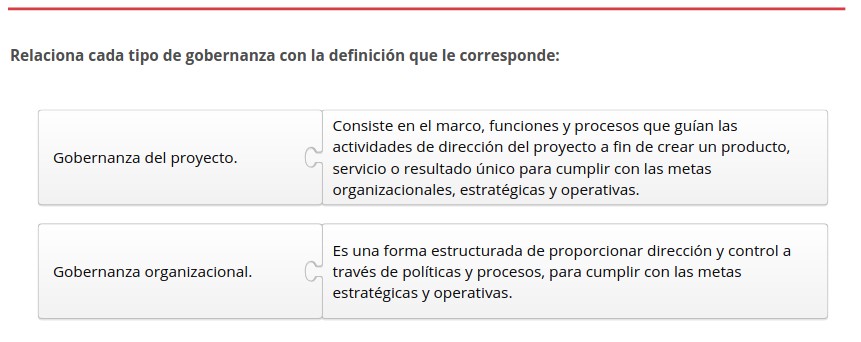 Relaciona cada tipo de gobernanza con la definición que le corresponde:
Gobernanza del proyecto.
Consiste en el marco, funciones y procesos que guían las
actividades de dirección del proyecto a fin de crear un producto,
servicio o resultado único para cumplir con las metas
organizacionales, estratégicas y operativas.
Gobernanza organizacional.
Es una forma estructurada de proporcionar dirección y control a
través de políticas y procesos, para cumplir con las metas
estratégicas y operativas.